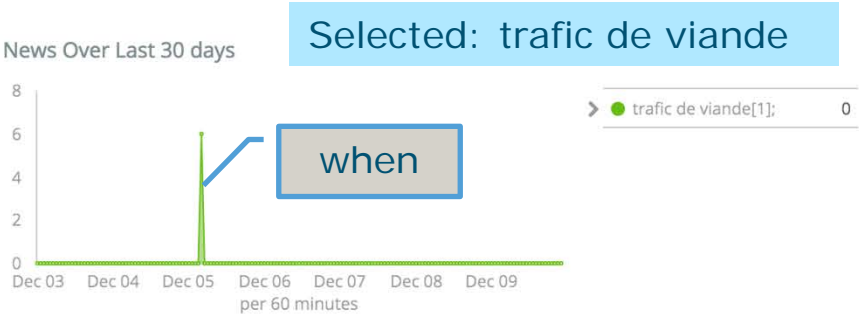 Selected: trafic de viande
News Over Last 30 days
8
trafic de viande[1]; 0
6
when
4
2
0
Dec 03 Dec 04 Dec 05 Dec 06 Dec 07 Dec 08 Dec 09
per 60 minutes